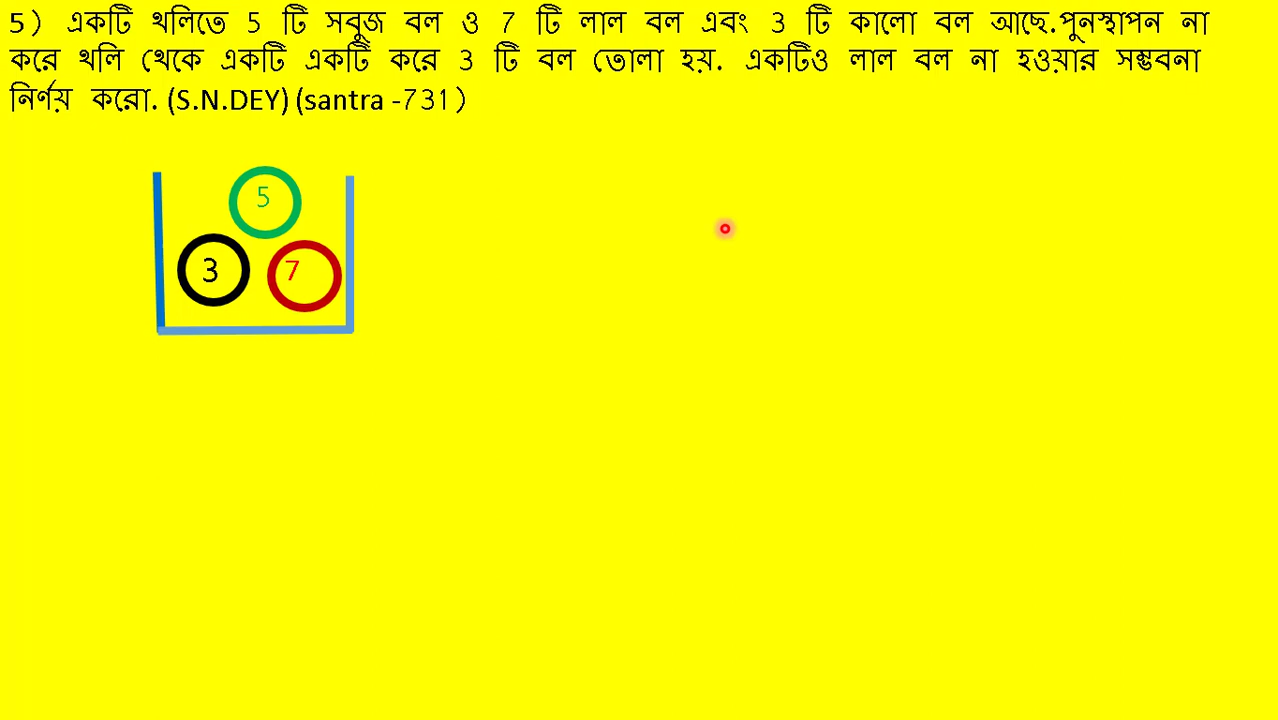 5) একটি থলিতে 5 টি সবুজ বল ও 7 টি লাল বল এবং 3 টি কালো বল আছে.পুনস্থাপন না
করে থলি থেকে একটি একটি করে 3 টি বল তোলা হয়. একটিও লাল বল না হওয়ার সম্ভবনা
নির্ণয় করো. (S.N.DEY) (santra -731)
5
3
7